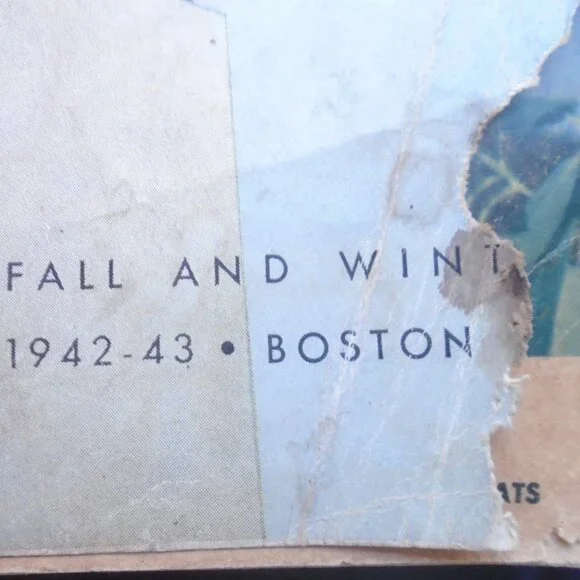 FALL AND WINT
1942-43 • BOSTON
ATS